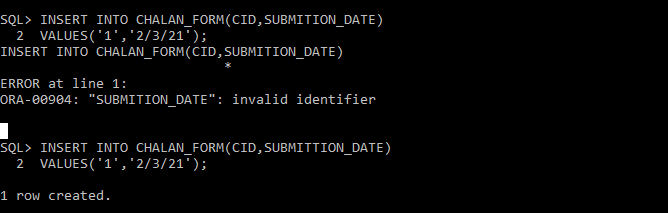 SQL> INSERT INTO CHALAN_FORM(CID,SUBMITION_DATE)
2 VALUES('1','2/3/21');
INSERT INTO CHALAN_FORM(CID,SUBMITION_DATE)
*
ERROR at line 1:
ORA-00904: "SUBMITION_DATE": invalid identifier
SQL> INSERT INTO CHALAN_FORM(CID,SUBMITTION_DATE)
2 VALUES('1','2/3/21');
1 row created.